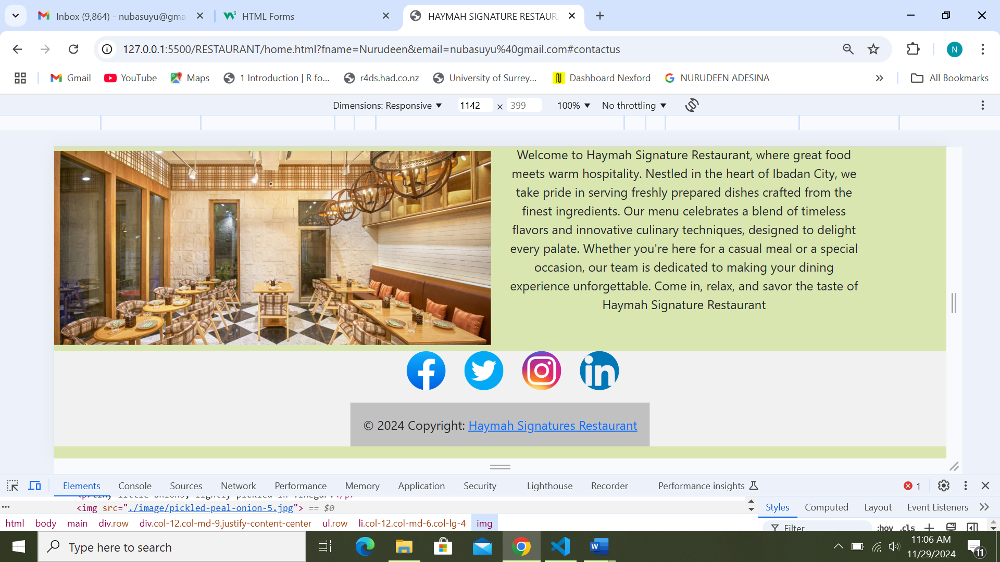 Inbox (9,864) - nubasuyu@gma
HTML Forms
HAYMAH SIGNATURE RESTAURA
127.0.0.1:5500/RESTAURANT/home.html?fname=Nurudeen&email=nubasuyu%40gmail.com#contactus
N
Gmail
YouTube
Maps
1 Introduction | R fo...
r4ds.had.co.nz
University of Surrey...
Dashboard Nexford
NURUDEEN ADESINA
All Bookmarks
Dimensions: Responsive
1142 × 399
100%
No throttling
Welcome to Haymah Signature Restaurant, where great food
meets warm hospitality. Nestled in the heart of Ibadan City, we
take pride in serving freshly prepared dishes crafted from the
finest ingredients. Our menu celebrates a blend of timeless
flavors and innovative culinary techniques, designed to delight
every palate. Whether you're here for a casual meal or a special
occasion, our team is dedicated to making your dining
experience unforgettable. Come in, relax, and savor the taste of
Haymah Signature Restaurant
© 2024 Copyright: Haymah Signatures Restaurant
Elements
Console
Sources
Network
Performance
Memory
Application
Security
Lighthouse
Recorder
Performance insights
1
<p>tiny little onions, lightly pickled in vinegar.</p>
<img src="./image/pickled-peal-onion-5.jpg"> == $0
Styles
Computed
Layout
Event Listeners
html body main div.row div.col-12.col-md-9.justify-content-center ul.row li.col-12.col-md-6.col-lg-4 img
Filter
:hov .cls
Type here to search
11:06 AM
11/29/2024
11